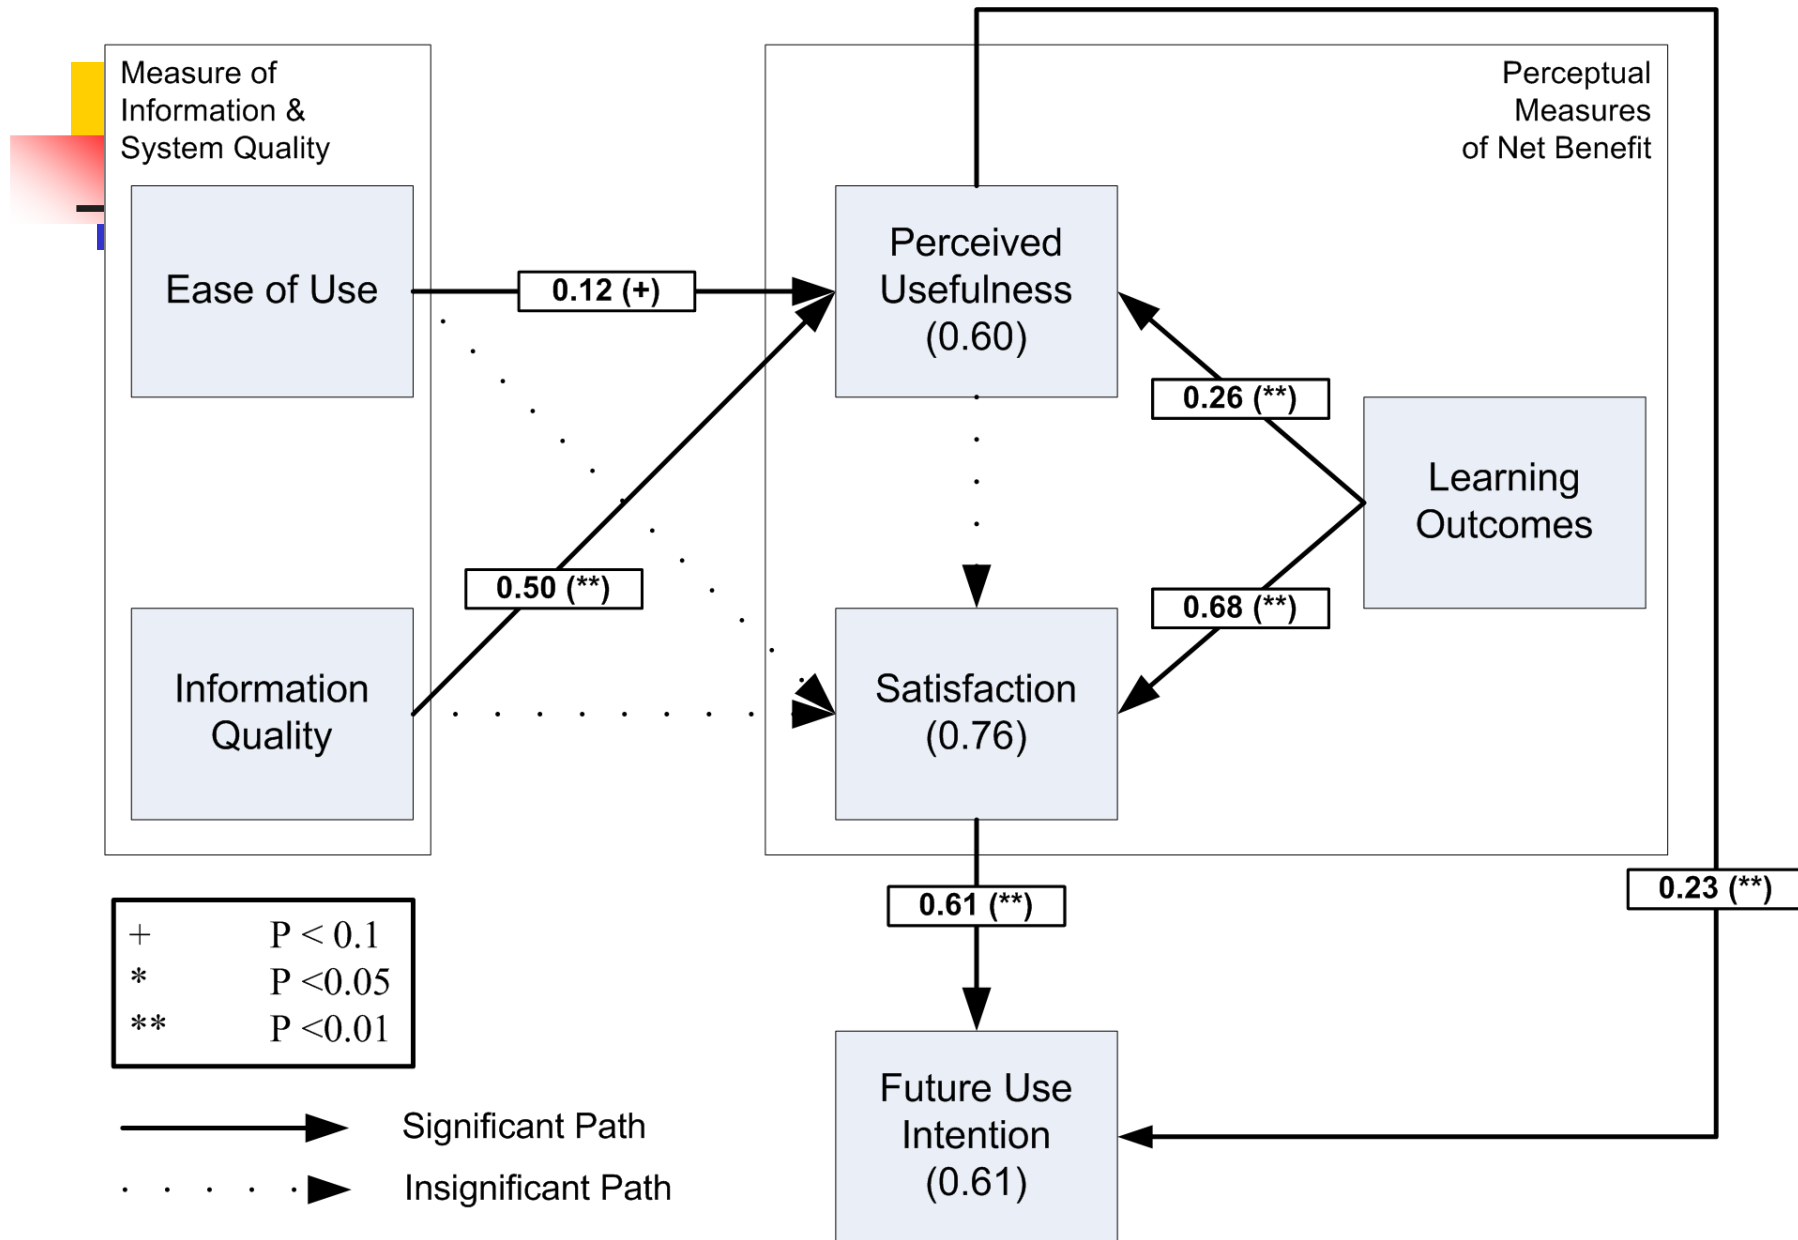 Measure of
Information &
System Quality
Perceptual
Measures
of Net Benefit
Ease of Use
0.12 (+)
Perceived
Usefulness
(0.60)
0.26 (**)
Learning
Outcomes
0.50 (**)
0.68 (**)
Information
Quality
Satisfaction
(0.76)
0.61 (**)
0.23 (**)
+ P < 0.1
* P <0.05
** P <0.01
Future Use
Intention
(0.61)
Significant Path
Insignificant Path